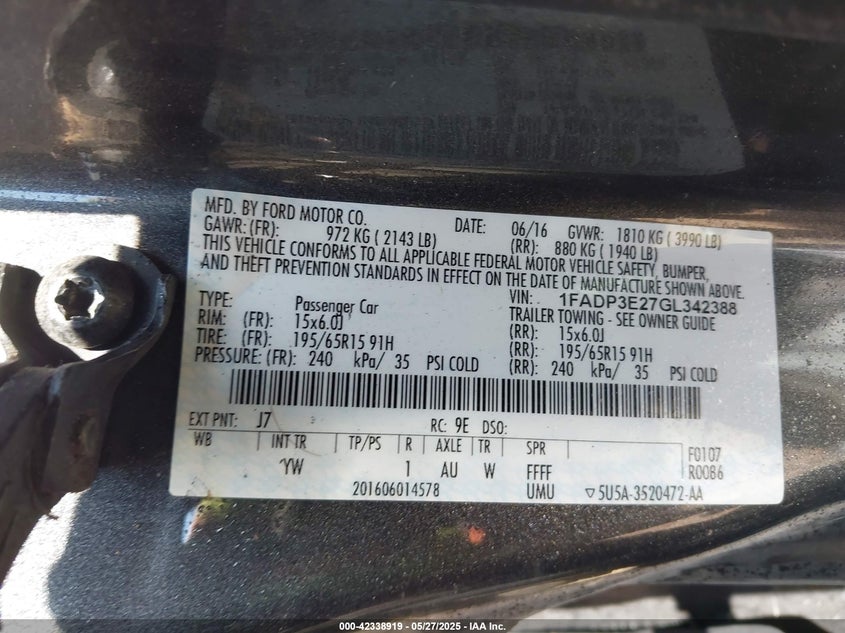 MFD. BY FORD MOTOR CO. DATE: 06/16 GVWR: 1810 KG ( 3990 LB)
GAWR: (FR): 972 KG ( 2143 LB) (RR): 880 KG ( 1940 LB)
THIS VEHICLE CONFORMS TO ALL APPLICABLE FEDERAL MOTOR VEHICLE SAFETY, BUMPER,
AND THEFT PREVENTION STANDARDS IN EFFECT ON THE DATE OF MANUFACTURE SHOWN ABOVE.
VIN: 1FADP3E27GL342388
TYPE: Passenger Car TRAILER TOWING - SEE OWNER GUIDE
RIM: (FR): 15x6.0J (RR): 15x6.0J
TIRE: (FR): 195/65R15 91H (RR): 195/65R15 91H
PRESSURE: (FR): 240 kPa/ 35 PSI COLD (RR): 240 kPa/ 35 PSI COLD
EXT PNT: J7 RC: 9E DSO:
WB INT TR TP/PS R AXLE TR SPR F0107
YW 1 AU W FFFF R0086
201606014578 UMU 5U5A-3520472-AA
000-42338919 - 05/27/2025 - IAA Inc.